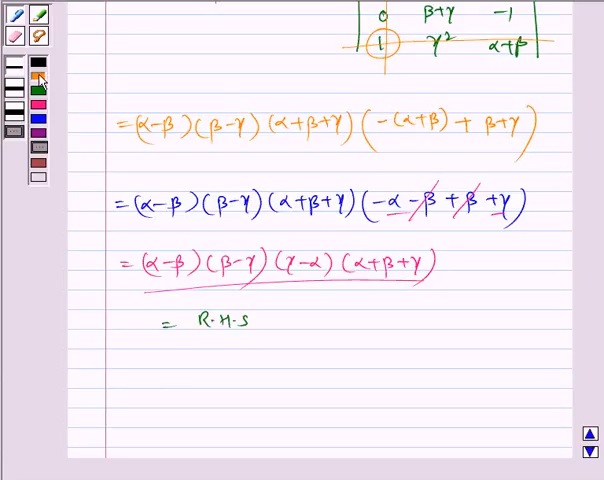 0 β+γ -1
1 γ² α+β
= (α-β) (β-γ) (α+β+γ) (-(α+β) + β+γ)
= (α-β) (β-γ) (α+β+γ) (-α - β + β + γ)
= (α-β) (β-γ) (γ-α) (α+β+γ)
= R.H.S